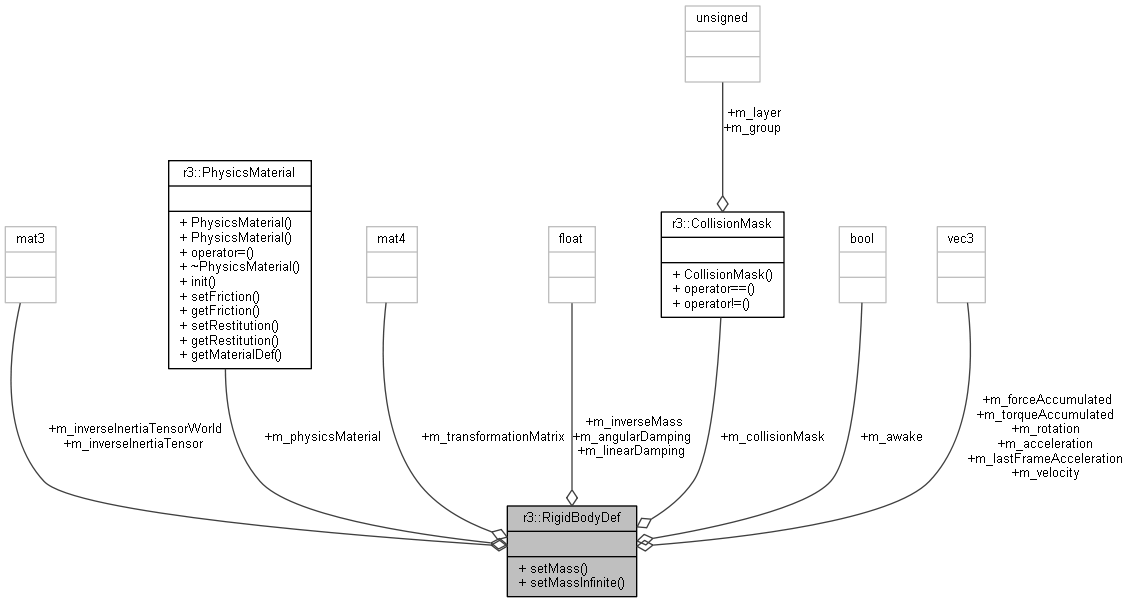 unsigned
+m_layer
+m_group
r3::PhysicsMaterial
+ PhysicsMaterial()
+ PhysicsMaterial()
+ operator=()
+ ~PhysicsMaterial()
+ init()
+ setFriction()
+ getFriction()
+ setRestitution()
+ getRestitution()
+ getMaterialDef()
r3::CollisionMask
+ CollisionMask()
+ operator==()
+ operator!=()
mat3
mat4
float
bool
vec3
+m_inverseInertiaTensorWorld
+m_inverseInertiaTensor
+m_physicsMaterial
+m_transformationMatrix
+m_inverseMass
+m_angularDamping
+m_linearDamping
+m_collisionMask
+m_awake
+m_forceAccumulated
+m_torqueAccumulated
+m_rotation
+m_acceleration
+m_lastFrameAcceleration
+m_velocity
r3::RigidBodyDef
+ setMass()
+ setMassInfinite()